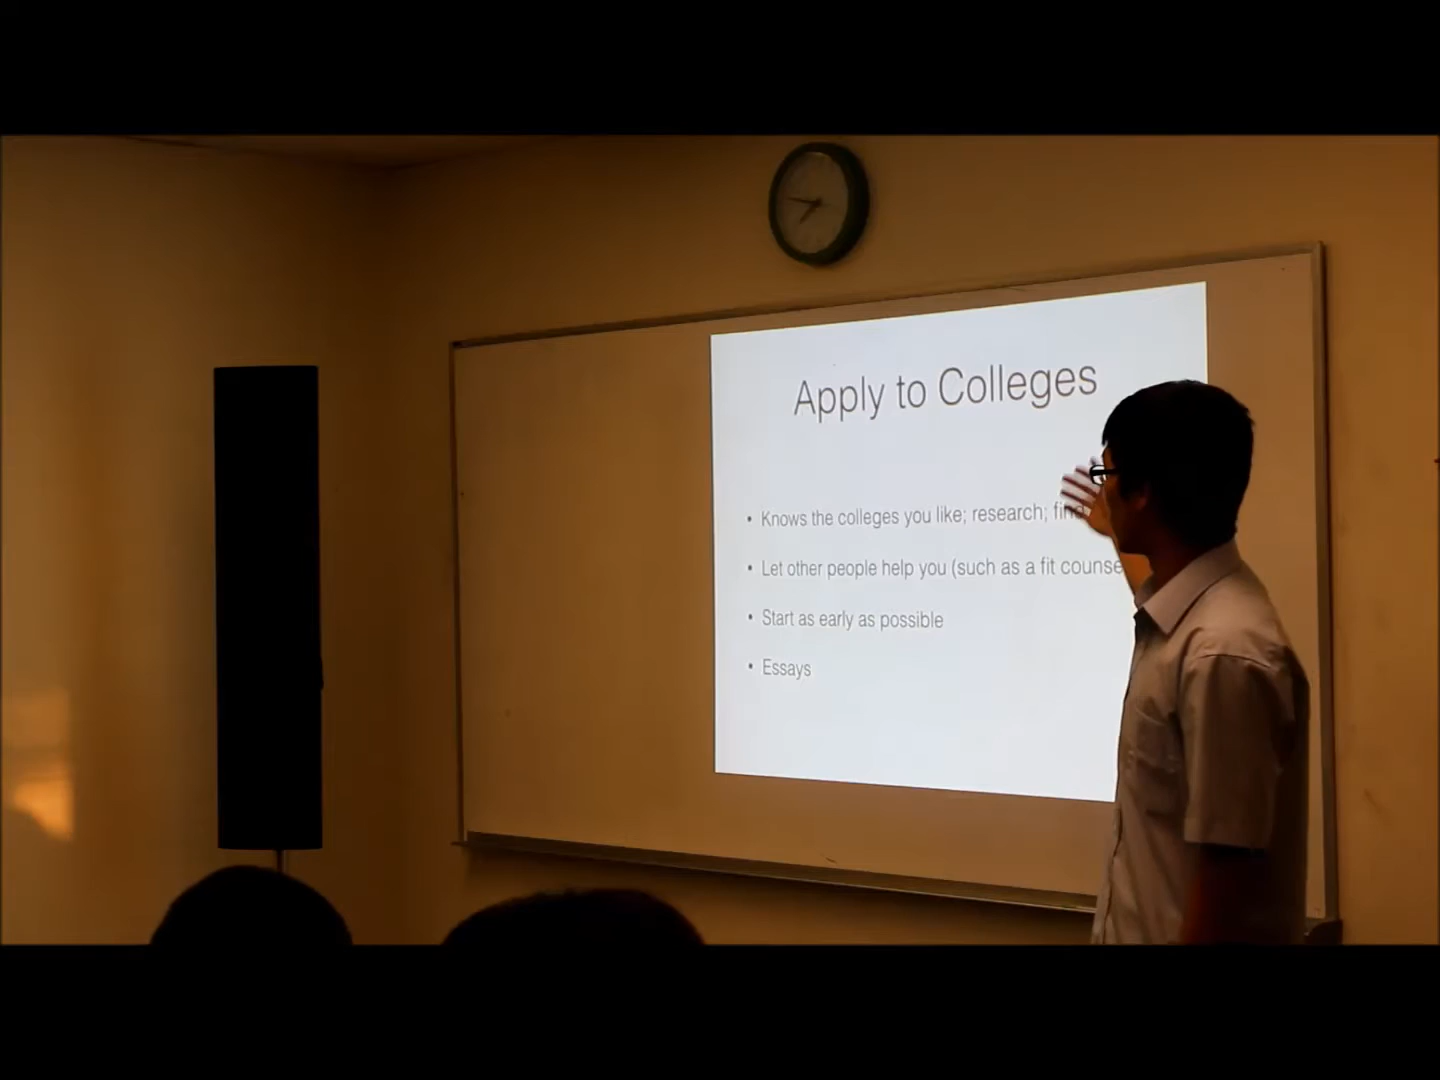 Apply to Colleges
• Knows the colleges you like; research;
• Let other people help you (such as a fit
• Start as early as possible
• Essays